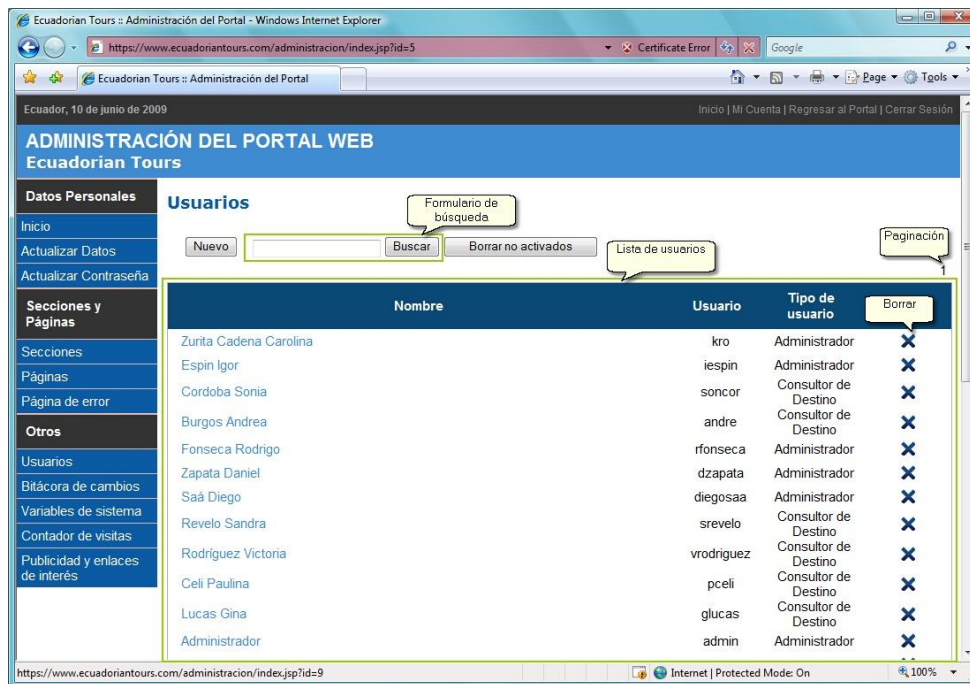 Ecuadorian Tours :: Administración del Portal - Windows Internet Explorer
https://www.ecuadoriantours.com/administracion/index.jsp?id=5
Certificate Error
Google
Ecuadorian Tours :: Administración del Portal
Page
Tools
Ecuador, 10 de junio de 2009
Inicio | Mi Cuenta | Regresar al Portal | Cerrar Sesión
ADMINISTRACIÓN DEL PORTAL WEB
Ecuadorian Tours
Datos Personales
Inicio
Actualizar Datos
Actualizar Contraseña
Secciones y
Páginas
Secciones
Páginas
Página de error
Otros
Usuarios
Bitácora de cambios
Variables de sistema
Contador de visitas
Publicidad y enlaces
de interés
Usuarios
Formulario de
búsqueda
Nuevo
Buscar
Borrar no activados
Lista de usuarios
Paginación
1
Nombre
Usuario
Tipo de
usuario
Borrar
Zurita Cadena Carolina kro Administrador
Espin Igor iespin Administrador
Cordoba Sonia soncor Consultor de
Destino
Burgos Andrea andre Consultor de
Destino
Fonseca Rodrigo rfonseca Administrador
Zapata Daniel dzapata Administrador
Saá Diego diegosaa Administrador
Revelo Sandra srevelo Consultor de
Destino
Rodríguez Victoria vrodriguez Consultor de
Destino
Celi Paulina pceli Consultor de
Destino
Lucas Gina glucas Consultor de
Destino
Administrador admin Administrador
https://www.ecuadoriantours.com/administracion/index.jsp?id=9
Internet | Protected Mode: On
100%